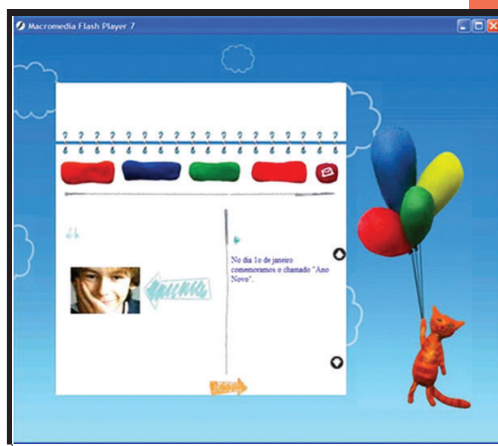 Macromedia Flash Player 7
No dia 1o de janeiro
comemoramos o chamado "Ano
Novo".